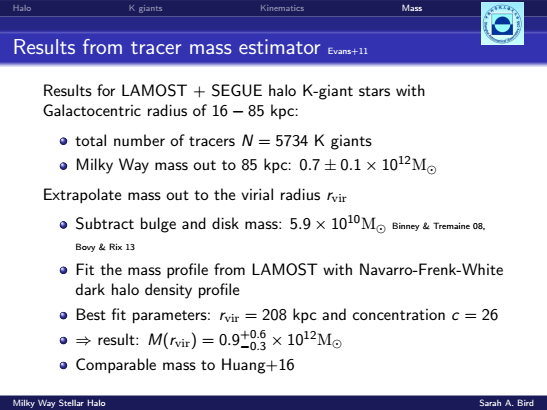 Halo K giants Kinematics Mass
Results from tracer mass estimator Evans+11
Results for LAMOST + SEGUE halo K-giant stars with
Galactocentric radius of 16 − 85 kpc:
total number of tracers N = 5734 K giants
Milky Way mass out to 85 kpc: 0.7 ± 0.1 × 10¹²M⊙
Extrapolate mass out to the virial radius r_vir
Subtract bulge and disk mass: 5.9 × 10¹⁰M⊙ Binney & Tremaine 08,
Bovy & Rix 13
Fit the mass profile from LAMOST with Navarro-Frenk-White
dark halo density profile
Best fit parameters: r_vir = 208 kpc and concentration c = 26
⇒ result: M(r_vir) = 0.9^{+0.6}_{−0.3} × 10¹²M⊙
Comparable mass to Huang+16
Milky Way Stellar Halo Sarah A. Bird